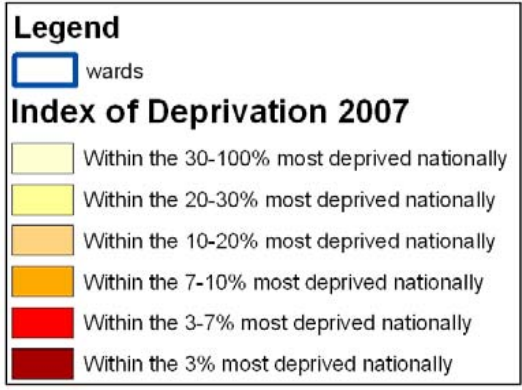 Legend
wards
Index of Deprivation 2007
Within the 30-100% most deprived nationally
Within the 20-30% most deprived nationally
Within the 10-20% most deprived nationally
Within the 7-10% most deprived nationally
Within the 3-7% most deprived nationally
Within the 3% most deprived nationally